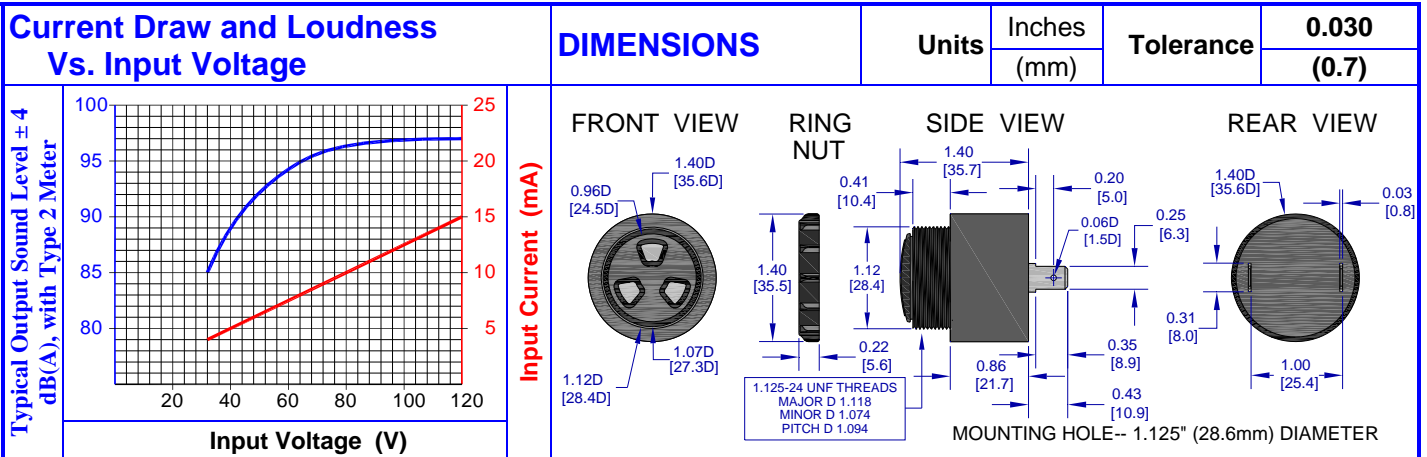 Current Draw and Loudness
Vs. Input Voltage
DIMENSIONS
Units
Inches
(mm)
Tolerance
0.030
(0.7)
Typical Output Sound Level ± 4
dB(A), with Type 2 Meter
100
95
90
85
80
25
20
15
10
5
Input Current (mA)
20 40 60 80 100 120
Input Voltage (V)
FRONT VIEW
0.96D
[24.5D]
1.40D
[35.6D]
1.12D
[28.4D]
1.07D
[27.3D]
RING
NUT
1.40
[35.5]
0.22
[5.6]
SIDE VIEW
1.40
[35.7]
0.41
[10.4]
0.20
[5.0]
0.06D
[1.5D]
0.25
[6.3]
1.12
[28.4]
0.86
[21.7]
0.35
[8.9]
0.43
[10.9]
1.125-24 UNF THREADS
MAJOR D 1.118
MINOR D 1.074
PITCH D 1.094
REAR VIEW
1.40D
[35.6D]
0.03
[0.8]
0.31
[8.0]
1.00
[25.4]
MOUNTING HOLE-- 1.125" (28.6mm) DIAMETER